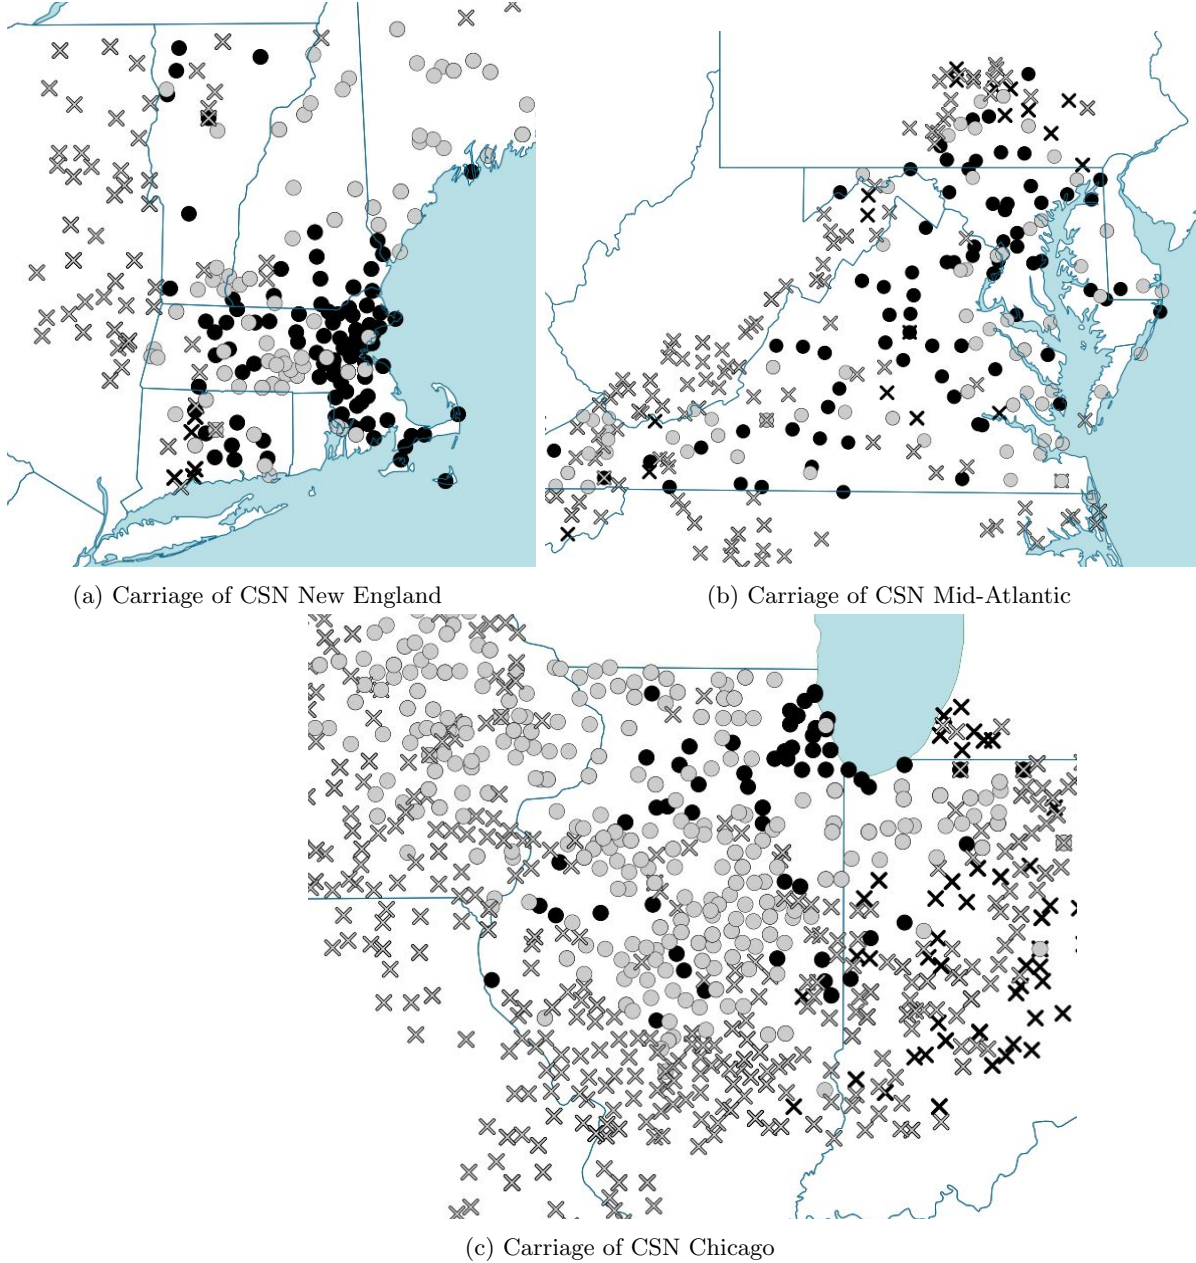 (a) Carriage of CSN New England
(b) Carriage of CSN Mid-Atlantic
(c) Carriage of CSN Chicago